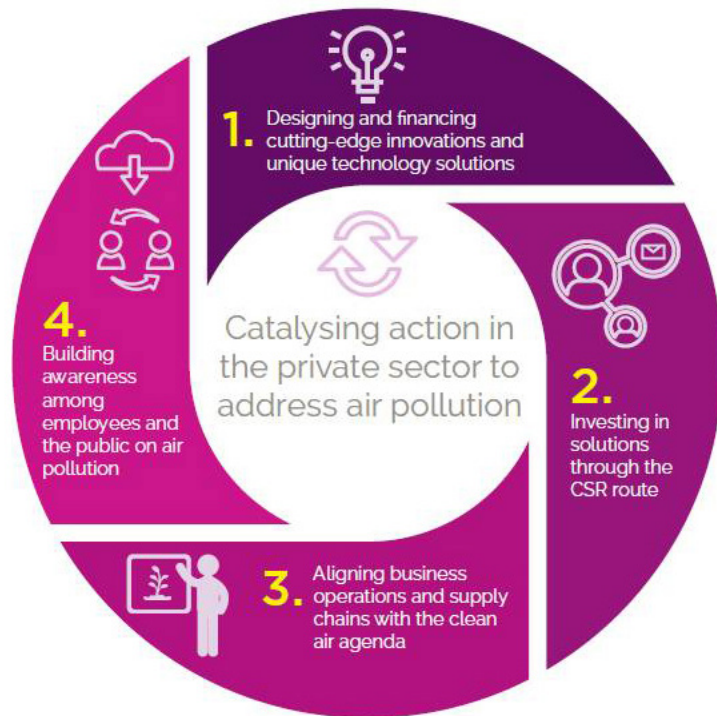 1. Designing and financing
cutting-edge innovations and
unique technology solutions
Catalysing action in
the private sector to
address air pollution
2.
Investing in
solutions
through the
CSR route
3. Aligning business
operations and supply
chains with the clean
air agenda
4.
Building
awareness
among
employees and
the public on air
pollution